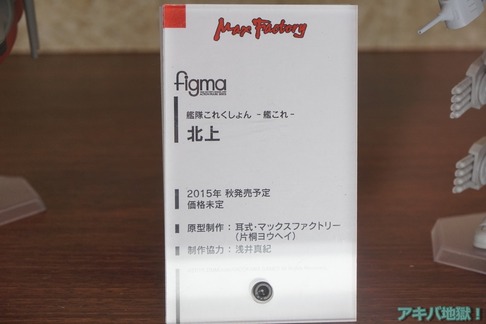 Max Factory
figma
艦隊これくしょん -艦これ-
北上
2015年 秋発売予定
価格未定
原型制作：耳式・マックスファクトリー
（片桐ヨウヘイ）
制作協力：浅井真紀
アキバ地獄！